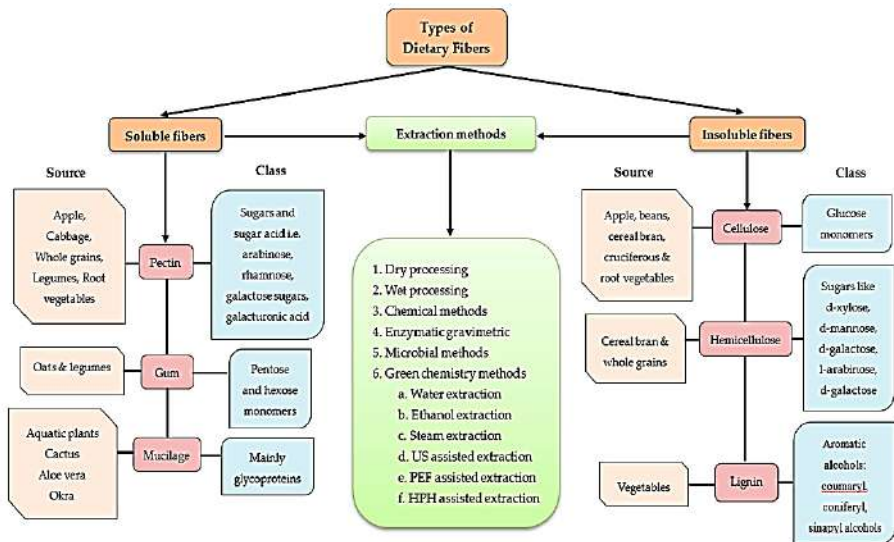 Types of
Dietary Fibers
Soluble fibers
Extraction methods
Insoluble fibers
Source
Class
Apple,
Cabbage,
Whole grains,
Legumes, Root
vegetables
Pectin
Sugars and
sugar acid i.e.
arabinose,
rhamnose,
galactose sugars,
galacturonic acid
Oats & legumes
Gum
Pentose
and hexose
monomers
Aquatic plants
Cactus
Aloe vera
Okra
Mucilage
Mainly
glycoproteins
1. Dry processing
2. Wet processing
3. Chemical methods
4. Enzymatic gravimetric
5. Microbial methods
6. Green chemistry methods
a. Water extraction
b. Ethanol extraction
c. Steam extraction
d. US assisted extraction
e. PEF assisted extraction
f. HPH assisted extraction
Source
Class
Apple, beans,
cereal bran,
cruciferous &
root vegetables
Cellulose
Glucose
monomers
Cereal bran &
whole grains
Hemicellulose
Sugars like
d-xylose,
d-mannose,
d-galactose,
l-arabinose,
d-galactose
Vegetables
Lignin
Aromatic
alcohols:
coumaryl,
coniferyl,
sinapyl alcohols